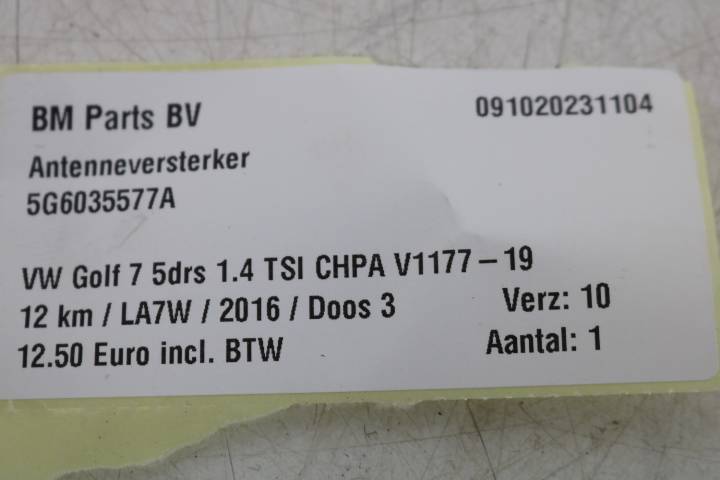 BM Parts BV
091020231104
Antenneversterker
5G6035577A
VW Golf 7 5drs 1.4 TSI CHPA V1177-19
12 km / LA7W / 2016 / Doos 3
Verz: 10
12.50 Euro incl. BTW
Aantal: 1